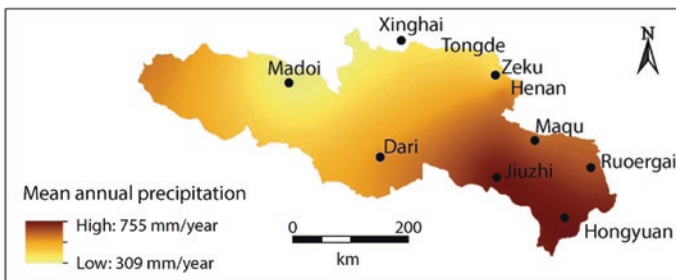 Xinghai
Tongde
N
Zeku
Madoi
Henan
Maqu
Dari
Ruoergai
Jiuzhi
Mean annual precipitation
High: 755 mm/year
Low: 309 mm/year
0 200
km
Hongyuan